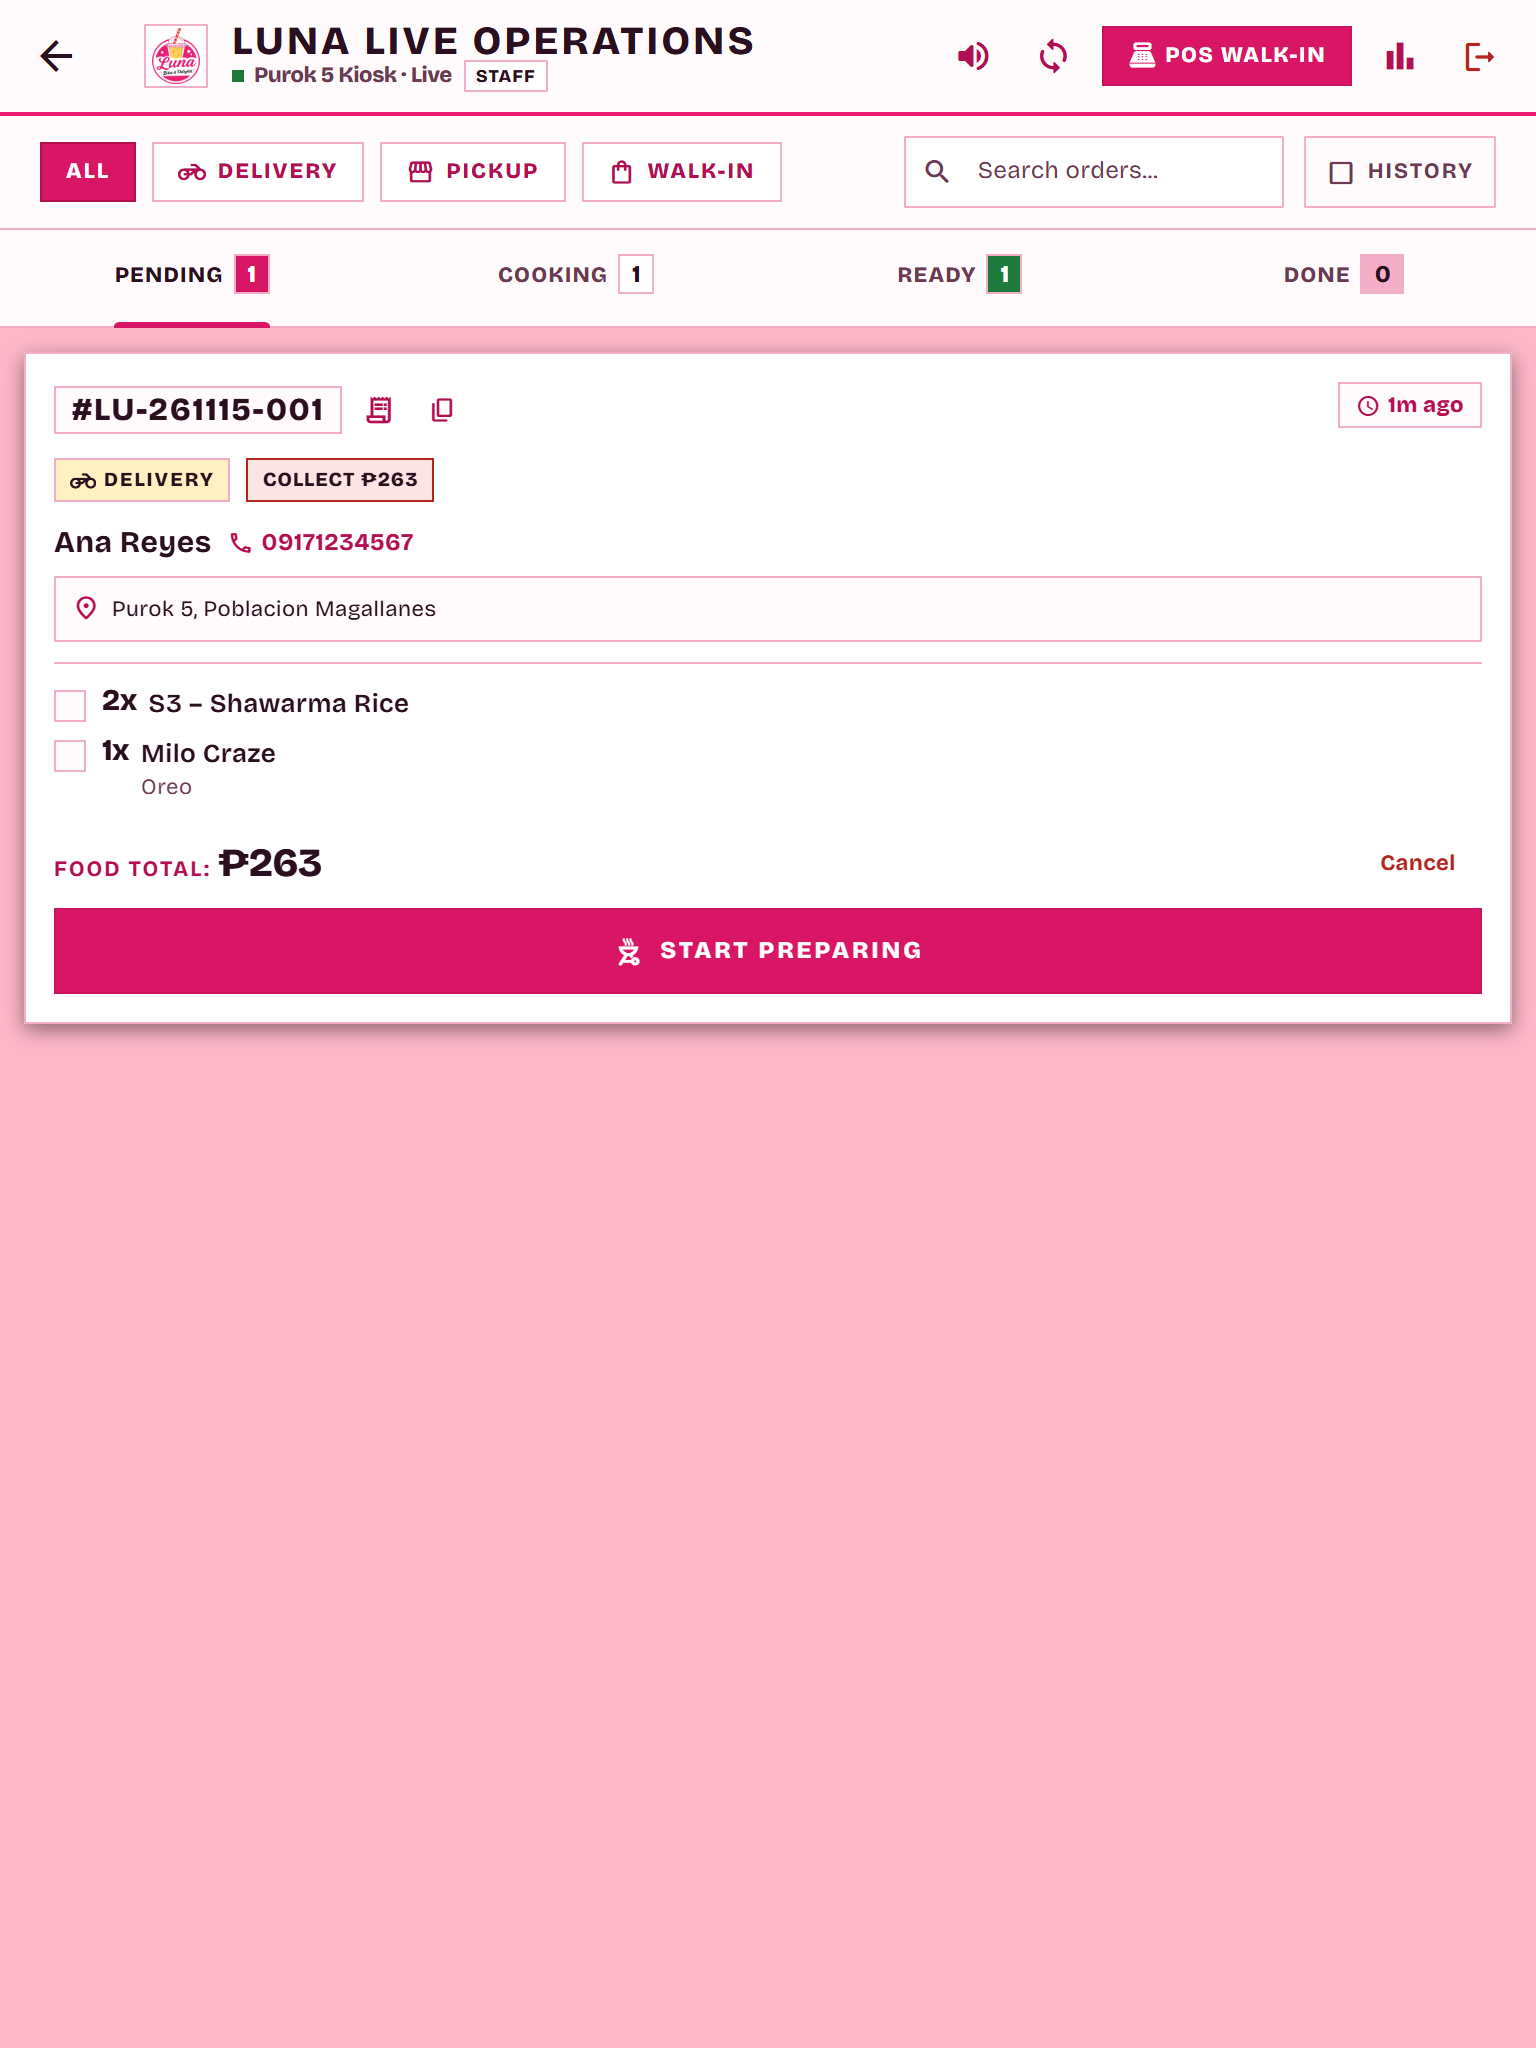 LUNA LIVE OPERATIONS
Luna
Purok 5 Kiosk · Live STAFF
POS WALK-IN
ALL DELIVERY PICKUP WALK-IN Search orders... HISTORY
PENDING 1 COOKING 1 READY 1 DONE 0
#LU-261115-001 1m ago
DELIVERY COLLECT ₱263
Ana Reyes 09171234567
Purok 5, Poblacion Magallanes
2x S3 – Shawarma Rice
1x Milo Craze
Oreo
FOOD TOTAL: ₱263 Cancel
START PREPARING